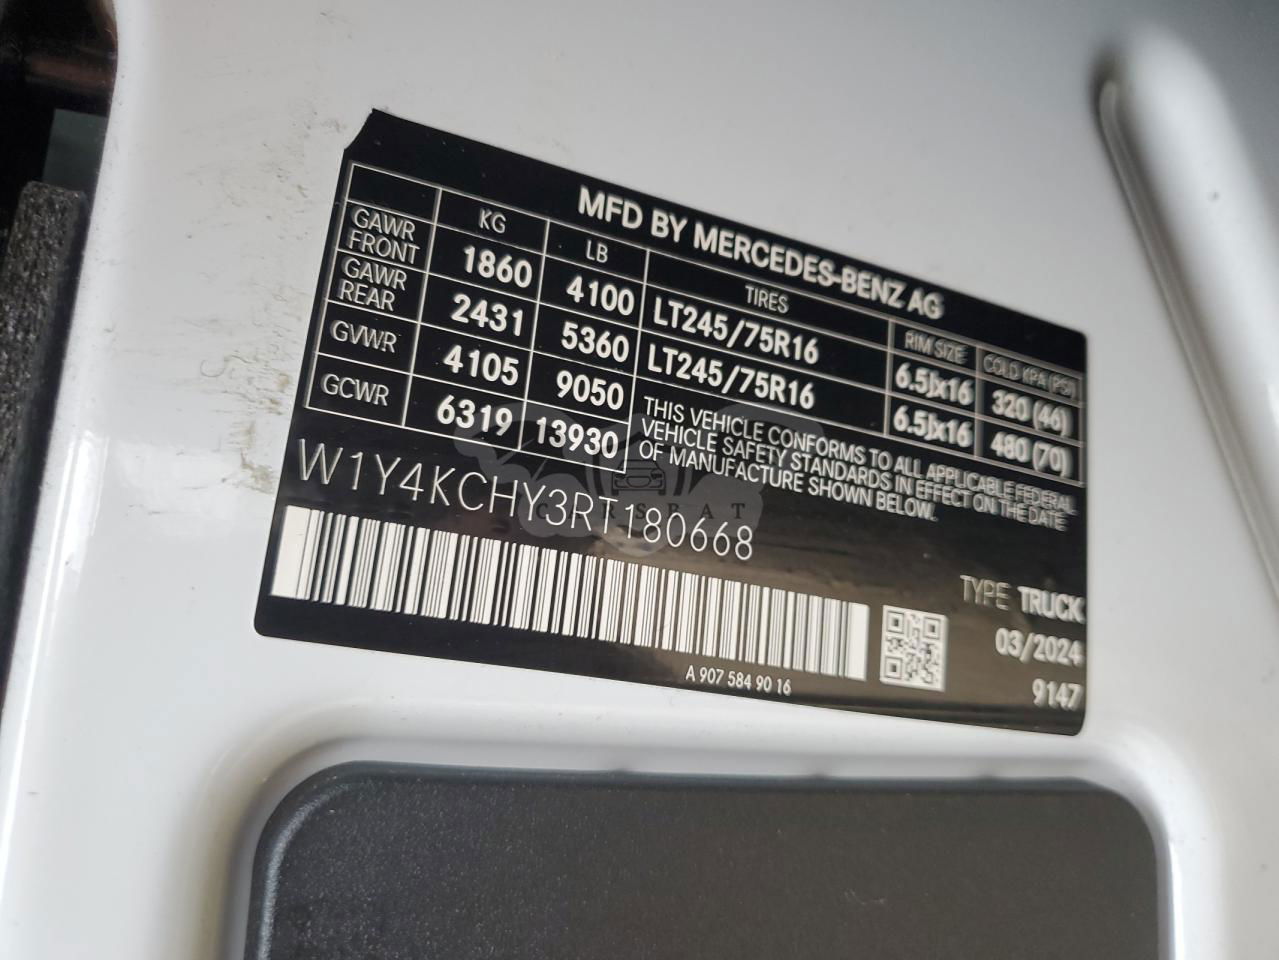 MFD BY MERCEDES-BENZ AG
KG LB TIRES RIM SIZE COLD KPA (PSI)
GAWR FRONT 1860 4100 LT245/75R16 6.5Jx16 320 (46)
GAWR REAR 2431 5360 LT245/75R16 6.5Jx16 480 (70)
GVWR 4105 9050
GCWR 6319 13930
THIS VEHICLE CONFORMS TO ALL APPLICABLE FEDERAL
VEHICLE SAFETY STANDARDS IN EFFECT ON THE DATE
OF MANUFACTURE SHOWN BELOW.
W1Y4KCHY3RT180668
TYPE TRUCK
03/2024
9147
A 907 584 90 16